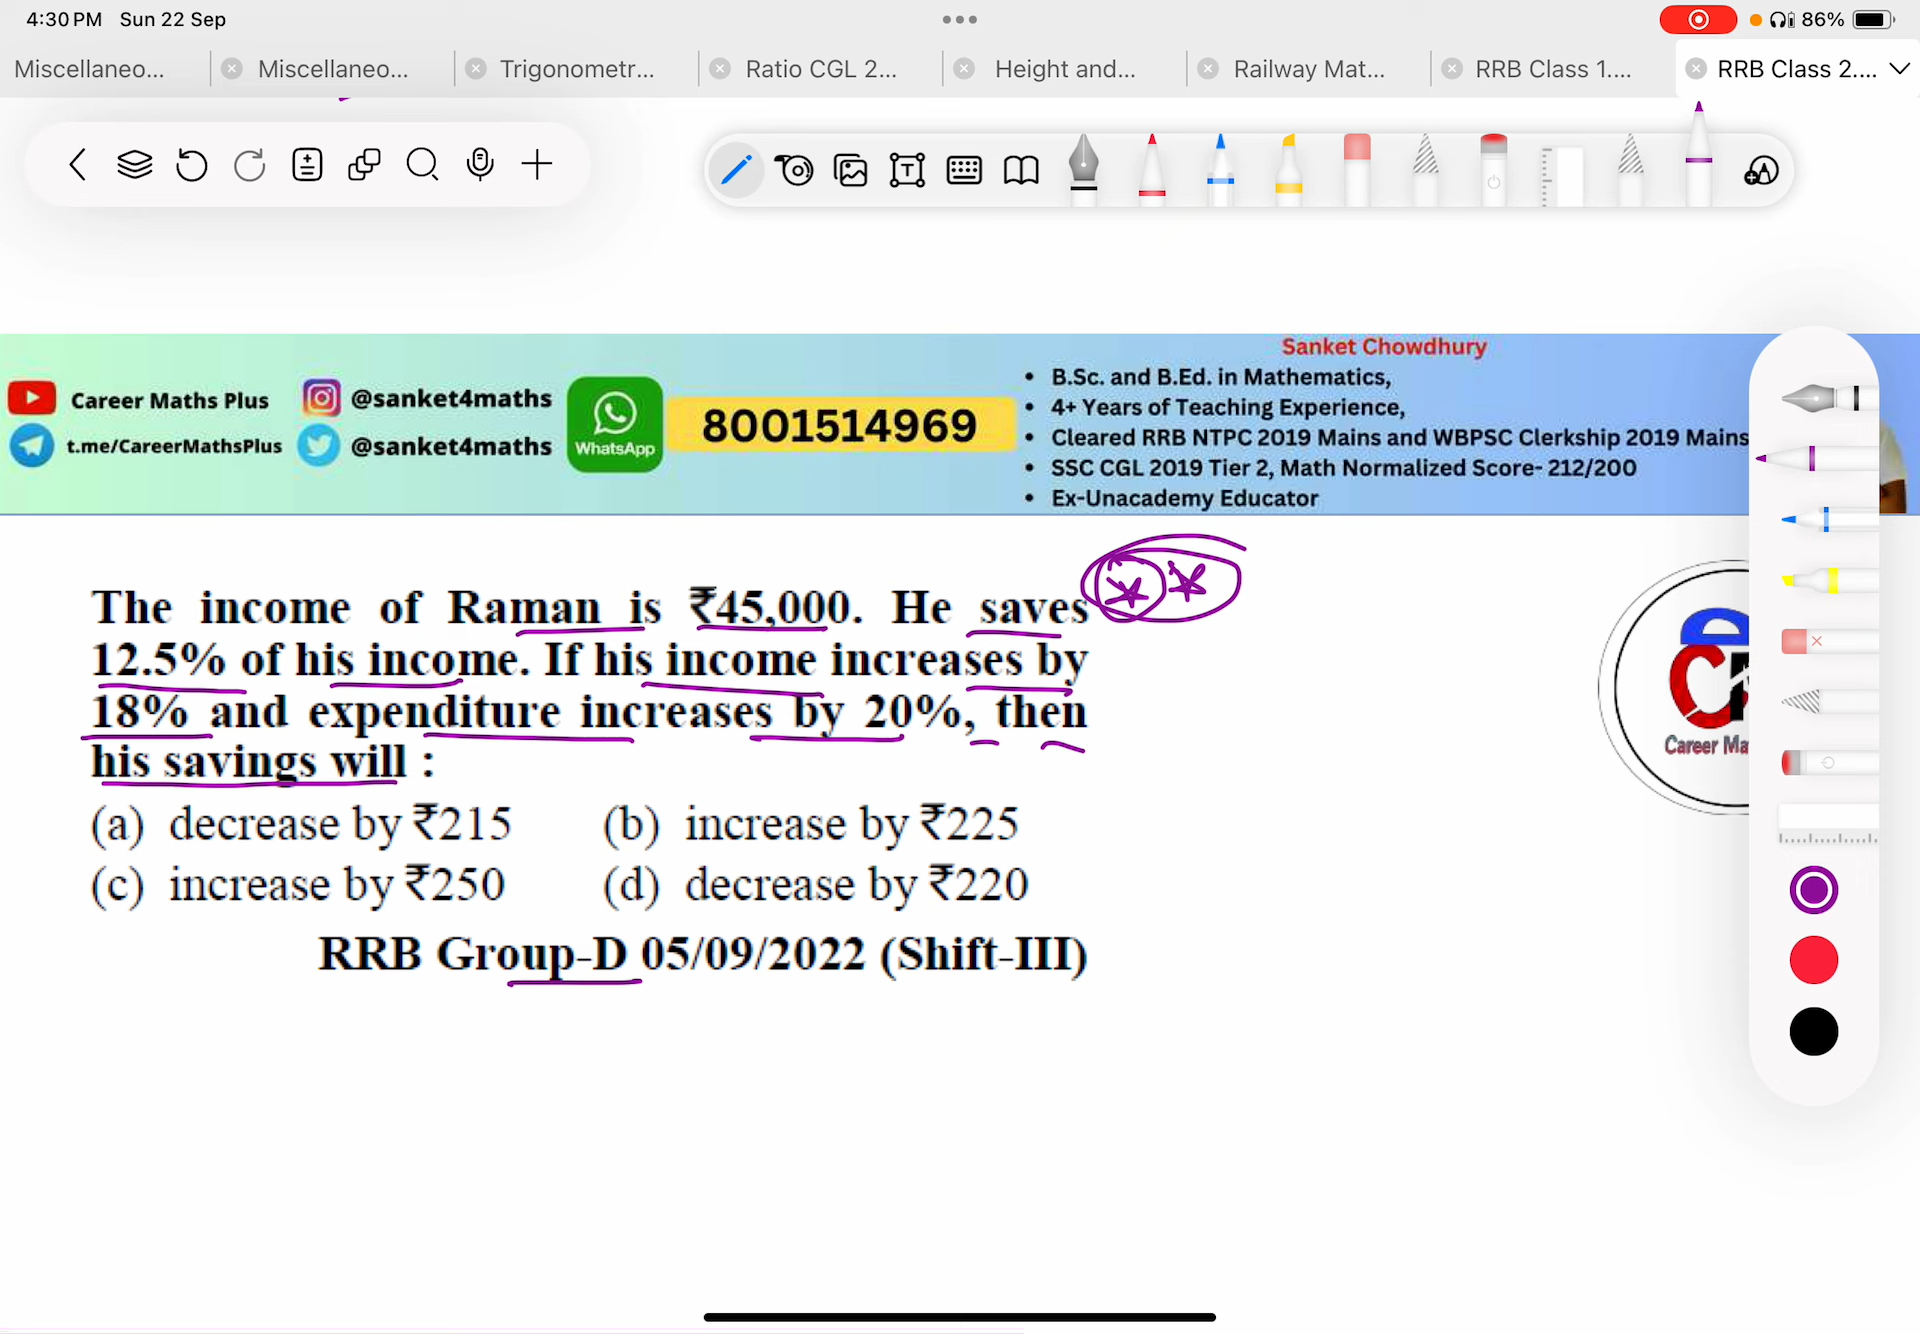 4:30 PM Sun 22 Sep
86%
Miscellaneo...
Miscellaneo...
Trigonometr...
Ratio CGL 2...
Height and...
Railway Mat...
RRB Class 1....
RRB Class 2....
Career Maths Plus
@sanket4maths
t.me/CareerMathsPlus
@sanket4maths
WhatsApp
8001514969
Sanket Chowdhury
• B.Sc. and B.Ed. in Mathematics,
• 4+ Years of Teaching Experience,
• Cleared RRB NTPC 2019 Mains and WBPSC Clerkship 2019 Mains
• SSC CGL 2019 Tier 2, Math Normalized Score- 212/200
• Ex-Unacademy Educator
The income of Raman is ₹45,000. He saves
12.5% of his income. If his income increases by
18% and expenditure increases by 20%, then
his savings will :
(a) decrease by ₹215 (b) increase by ₹225
(c) increase by ₹250 (d) decrease by ₹220
RRB Group-D 05/09/2022 (Shift-III)
Career Ma